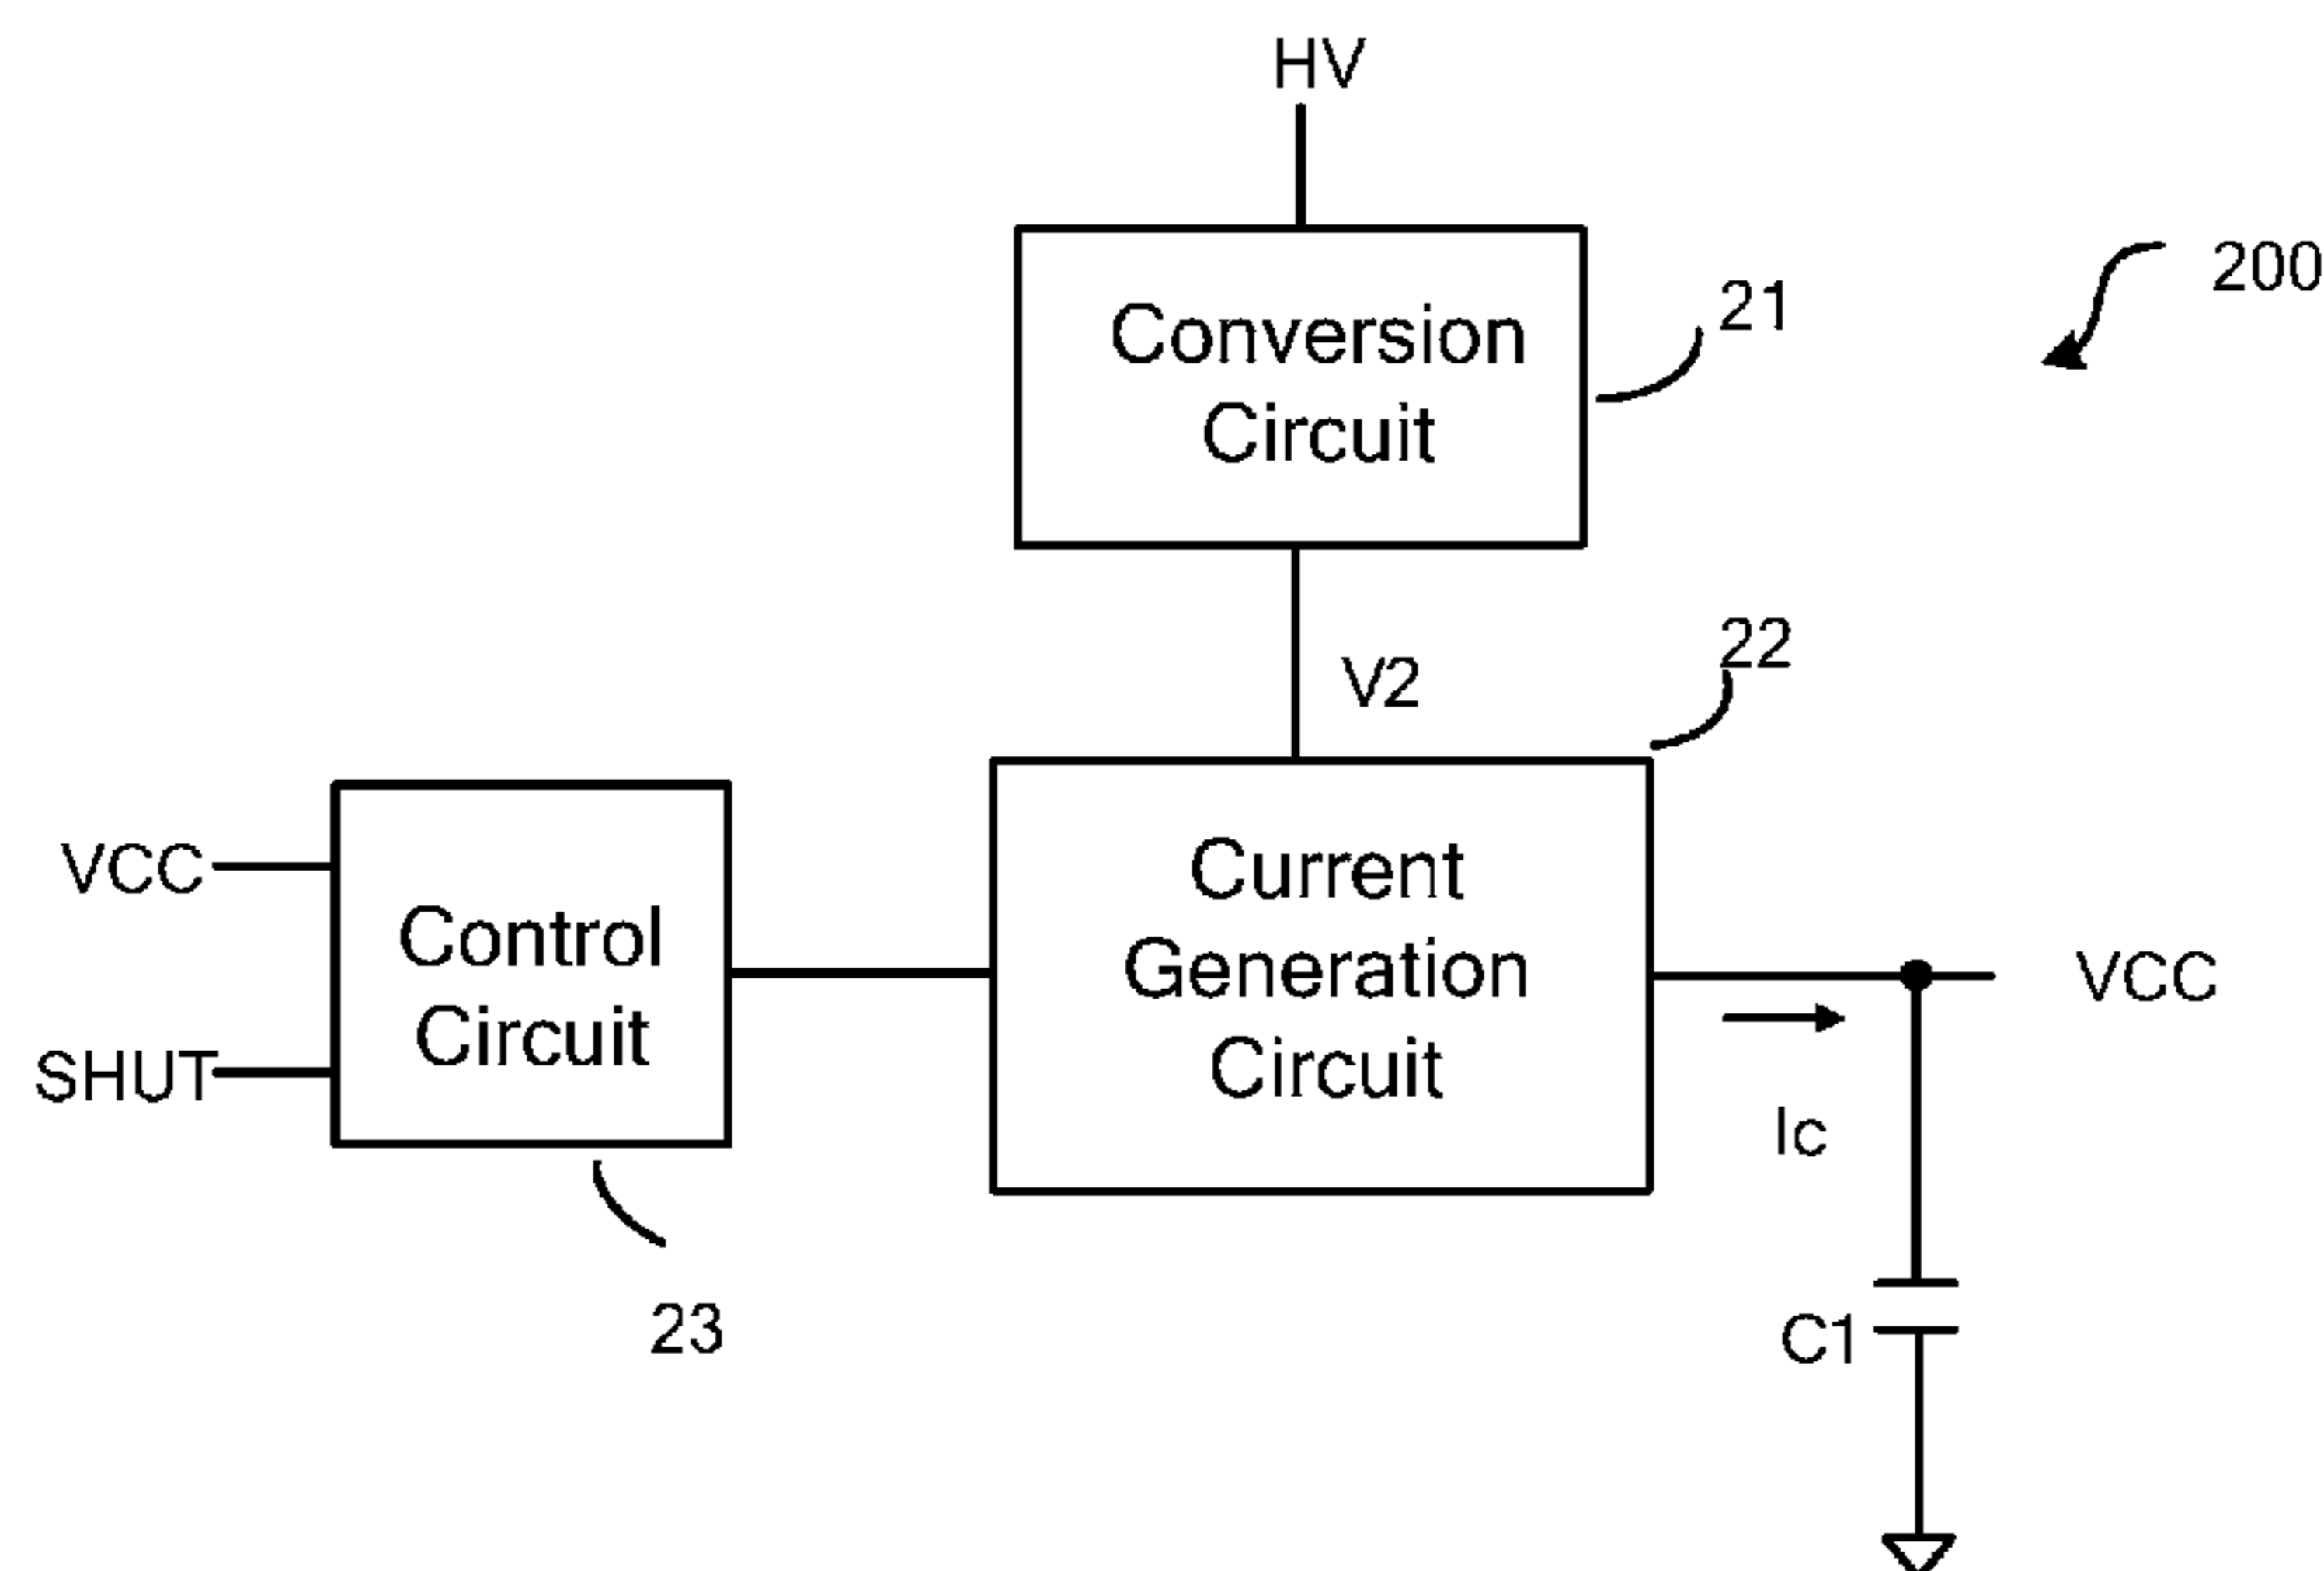 HV
200
Conversion
Circuit
21
V2
22
VCC
SHUT
Control
Circuit
23
Current
Generation
Circuit
VCC
Ic
C1